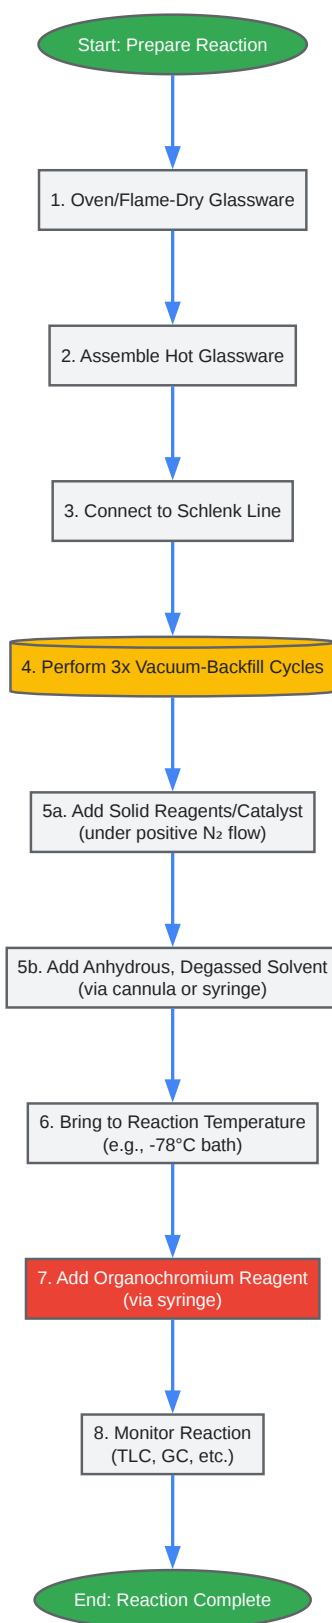 Start: Prepare Reaction
1. Oven/Flame-Dry Glassware
2. Assemble Hot Glassware
3. Connect to Schlenk Line
4. Perform 3x Vacuum-Backfill Cycles
5a. Add Solid Reagents/Catalyst
(under positive N₂ flow)
5b. Add Anhydrous, Degassed Solvent
(via cannula or syringe)
6. Bring to Reaction Temperature
(e.g., -78°C bath)
7. Add Organochromium Reagent
(via syringe)
8. Monitor Reaction
(TLC, GC, etc.)
End: Reaction Complete